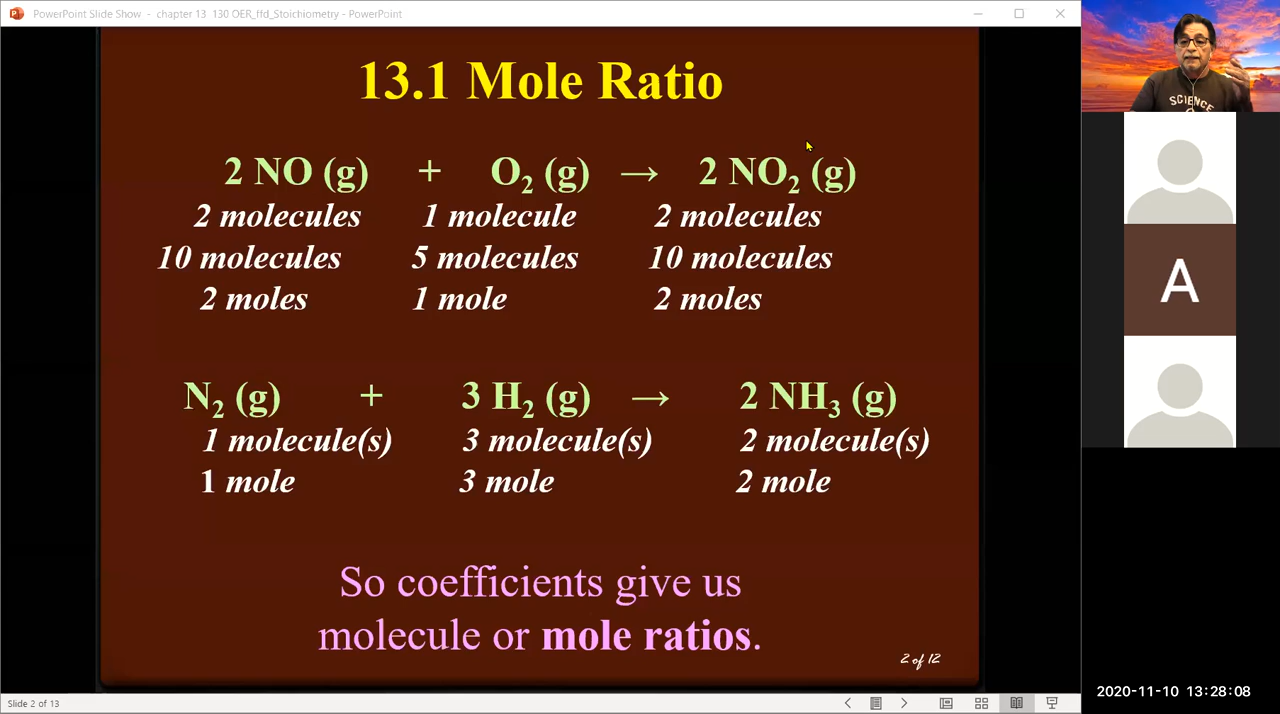 PowerPoint Slide Show - chapter 13 130 OER_ffd_Stoichiometry - PowerPoint
13.1 Mole Ratio
2 NO (g) + O₂ (g) → 2 NO₂ (g)
2 molecules 1 molecule 2 molecules
10 molecules 5 molecules 10 molecules
2 moles 1 mole 2 moles
N₂ (g) + 3 H₂ (g) → 2 NH₃ (g)
1 molecule(s) 3 molecule(s) 2 molecule(s)
1 mole 3 mole 2 mole
So coefficients give us
molecule or mole ratios.
2 of 12
Slide 2 of 13
SCIENCE
A
2020-11-10 13:28:08